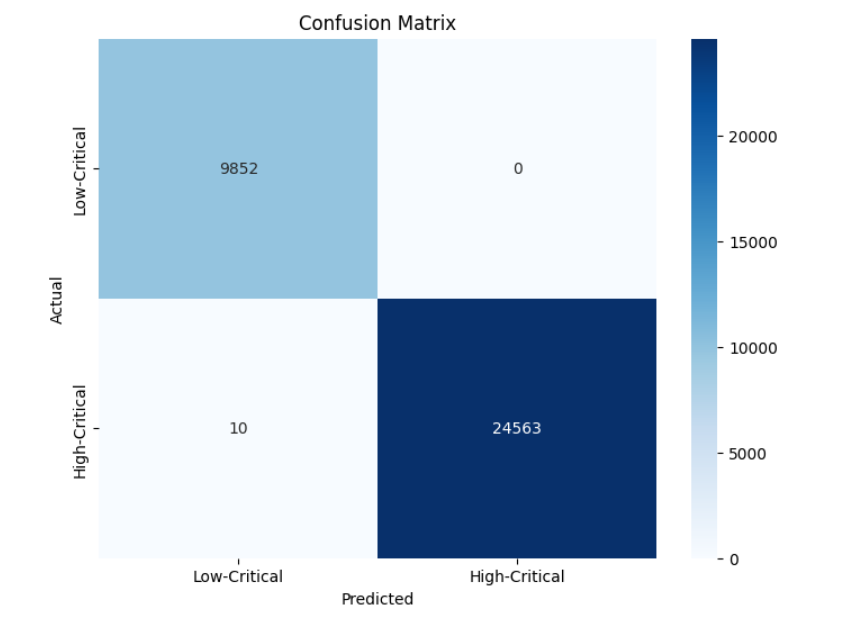 Confusion Matrix
Low-Critical
9852
0
20000
15000
Actual
10000
High-Critical
10
24563
5000
0
Low-Critical
High-Critical
Predicted